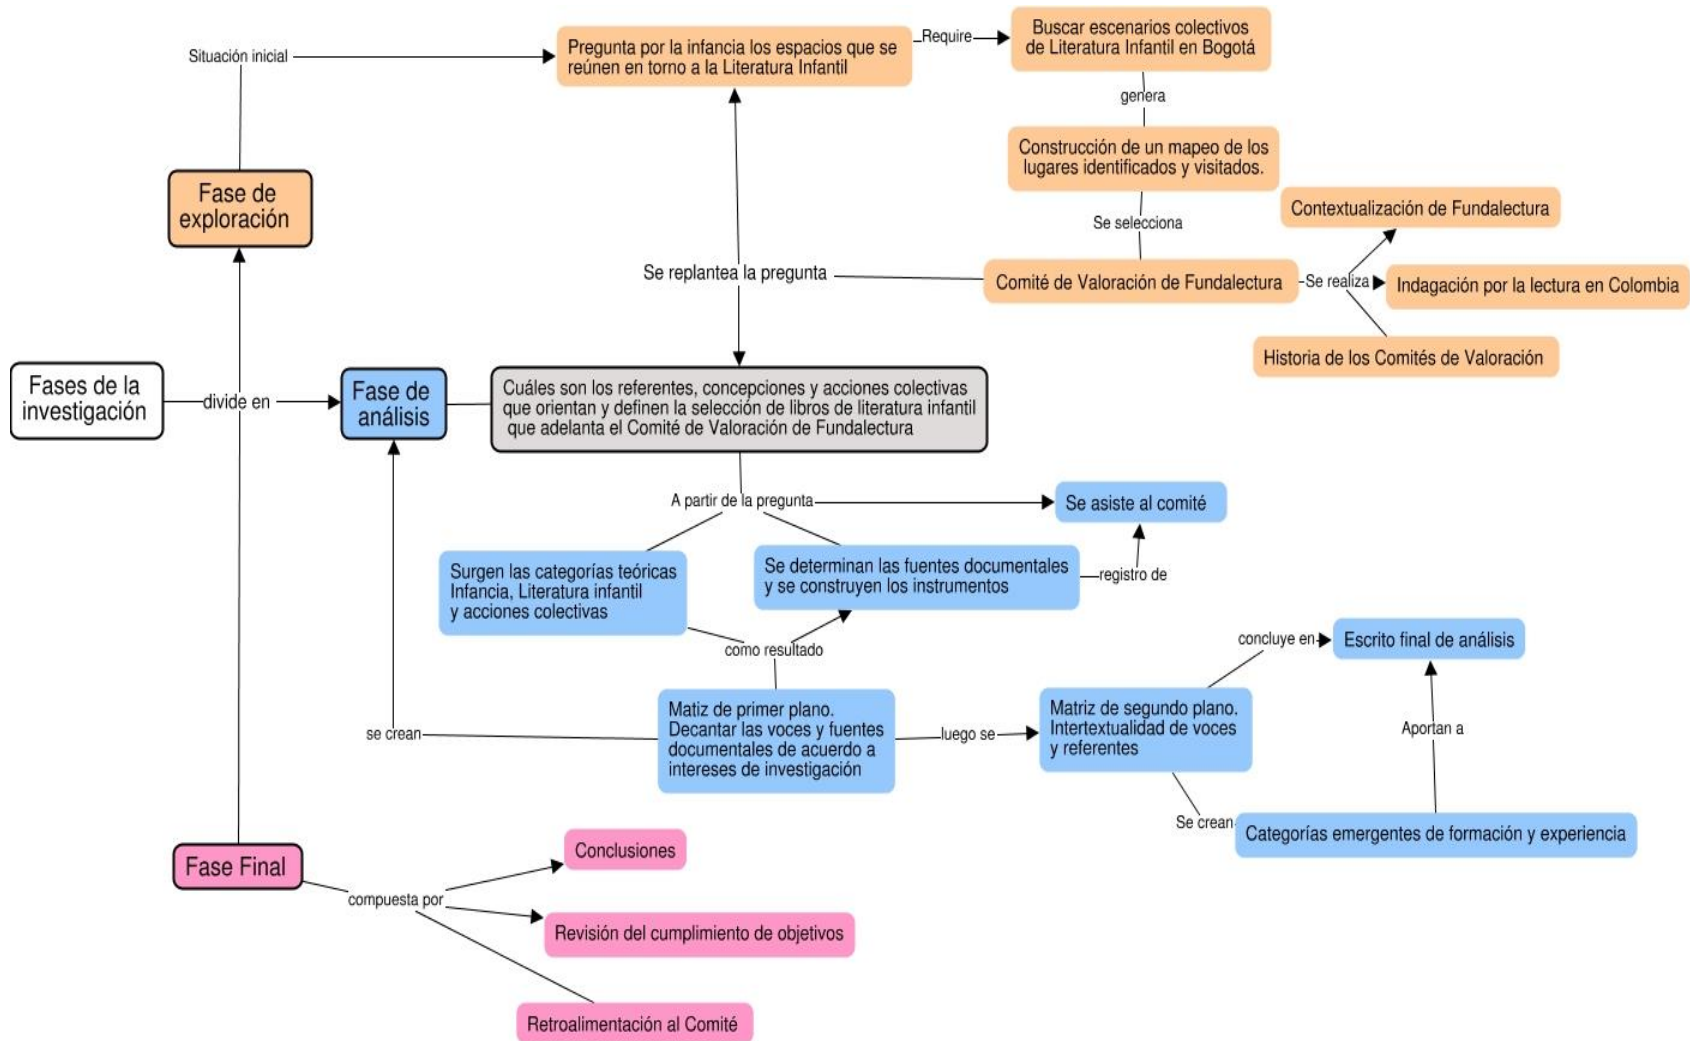 Situación inicial
Pregunta por la infancia los espacios que se
reúnen en torno a la Literatura Infantil
Require
Buscar escenarios colectivos
de Literatura Infantil en Bogotá
genera
Construcción de un mapeo de los
lugares identificados y visitados.
Se selecciona
Comité de Valoración de Fundalectura
Se realiza
Contextualización de Fundalectura
Indagación por la lectura en Colombia
Historia de los Comités de Valoración
Se replantea la pregunta
Fase de
exploración
Fases de la
investigación
divide en
Fase de
análisis
Cuáles son los referentes, concepciones y acciones colectivas
que orientan y definen la selección de libros de literatura infantil
que adelanta el Comité de Valoración de Fundalectura
A partir de la pregunta
Se asiste al comité
Surgen las categorías teóricas
Infancia, Literatura infantil
y acciones colectivas
Se determinan las fuentes documentales
y se construyen los instrumentos
registro de
como resultado
se crean
Matiz de primer plano.
Decantar las voces y fuentes
documentales de acuerdo a
intereses de investigación
luego se
Matriz de segundo plano.
Intertextualidad de voces
y referentes
concluye en
Escrito final de análisis
Aportan a
Se crean
Categorías emergentes de formación y experiencia
Fase Final
compuesta por
Conclusiones
Revisión del cumplimiento de objetivos
Retroalimentación al Comité